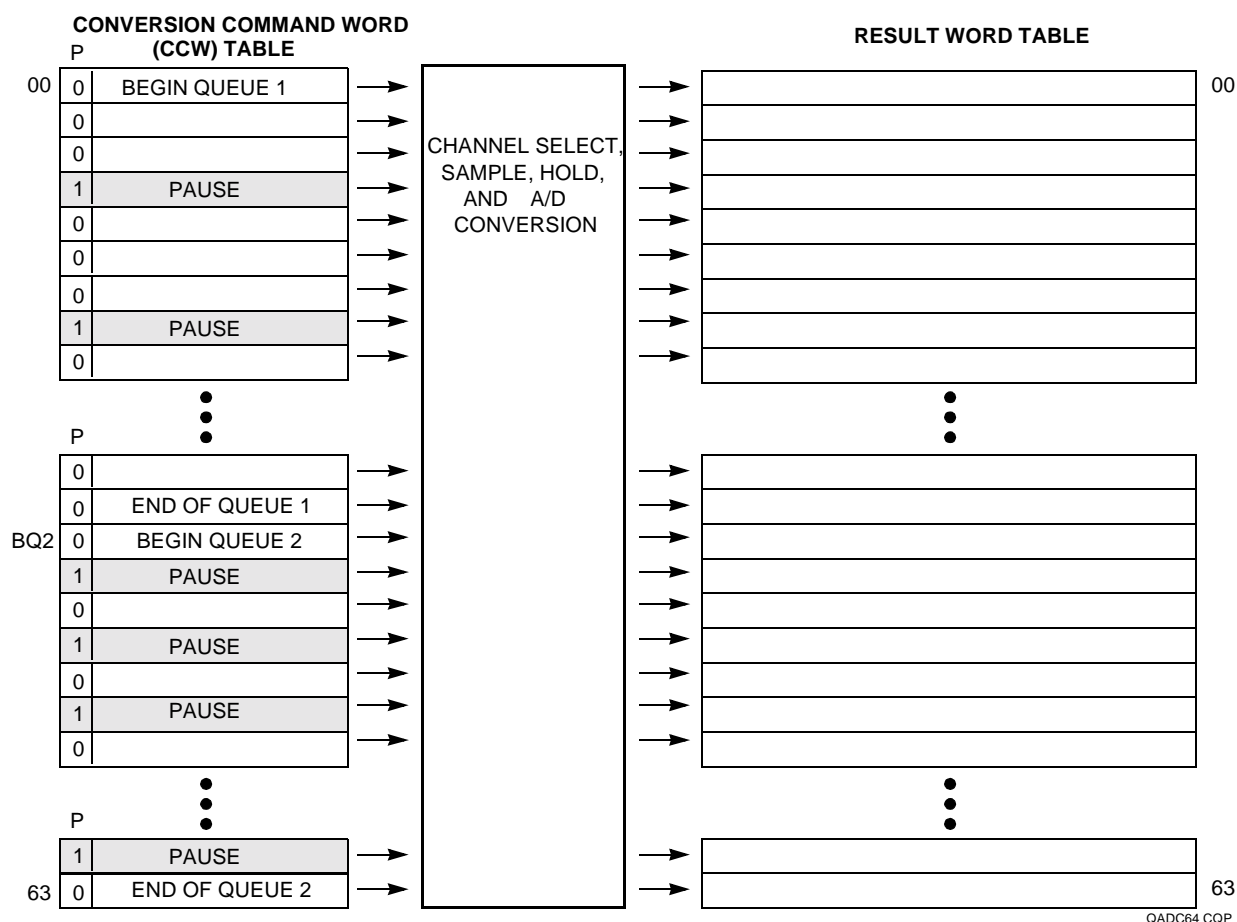 CONVERSION COMMAND WORD
(CCW) TABLE
RESULT WORD TABLE
P
00 0 BEGIN QUEUE 1 00
0
0
1 PAUSE
0
0
0
1 PAUSE
0
CHANNEL SELECT,
SAMPLE, HOLD,
AND A/D
CONVERSION
P
0
0 END OF QUEUE 1
BQ2 0 BEGIN QUEUE 2
1 PAUSE
0
1 PAUSE
0
1 PAUSE
0
P
1 PAUSE
63 0 END OF QUEUE 2 63
QADC64 CQP